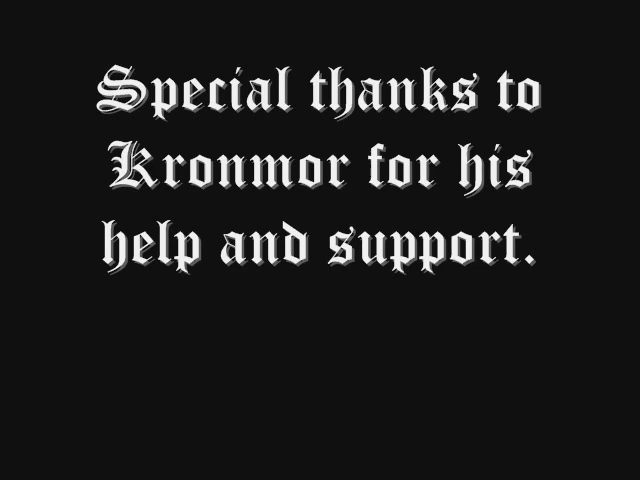 Special thanks to
Kronmor for his
help and support.